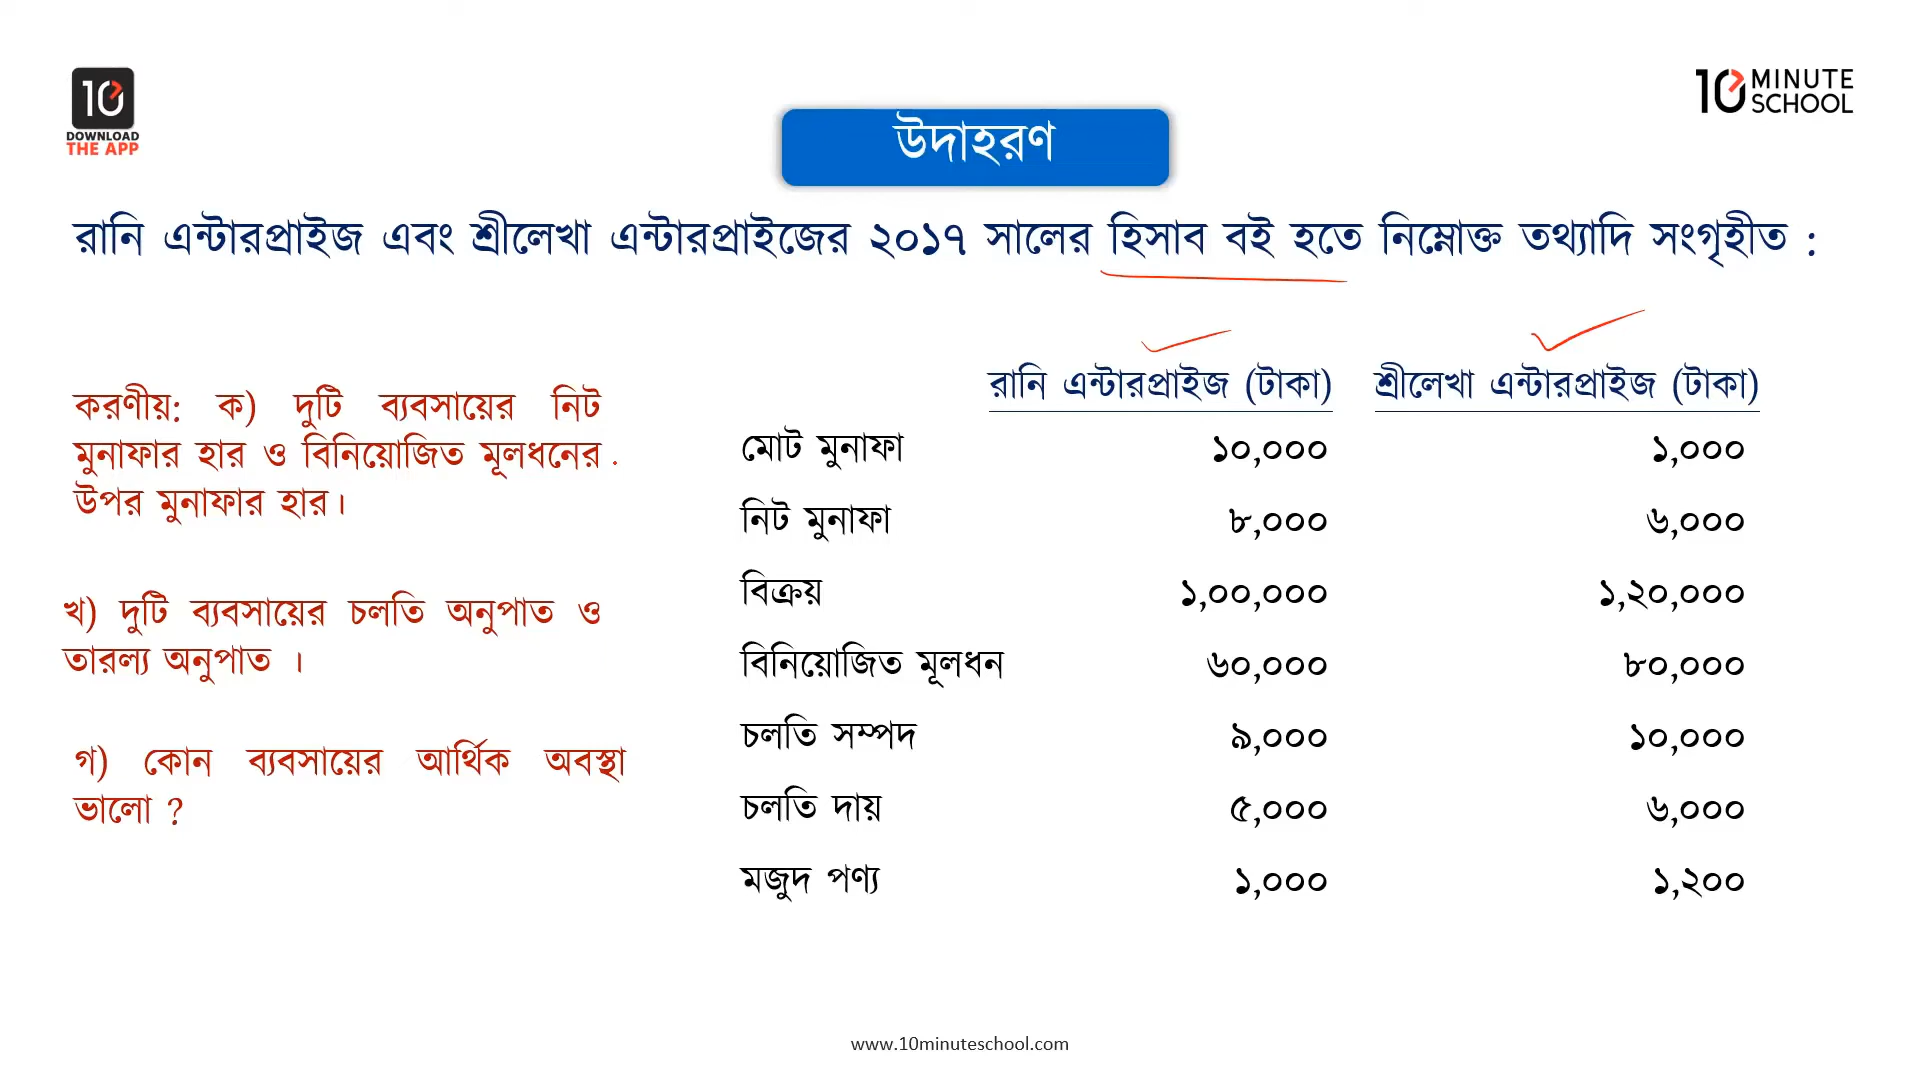 10
DOWNLOAD
THE APP
10 MINUTE
SCHOOL
উদাহরণ
রানি এন্টারপ্রাইজ এবং শ্রীলেখা এন্টারপ্রাইজের ২০১৭ সালের হিসাব বই হতে নিম্নোক্ত তথ্যাদি সংগৃহীত :
করণীয়: ক) দুটি ব্যবসায়ের নিট
মুনাফার হার ও বিনিয়োজিত মূলধনের
উপর মুনাফার হার।
খ) দুটি ব্যবসায়ের চলতি অনুপাত ও
তারল্য অনুপাত ।
গ) কোন ব্যবসায়ের আর্থিক অবস্থা
ভালো ?
রানি এন্টারপ্রাইজ (টাকা) শ্রীলেখা এন্টারপ্রাইজ (টাকা)
মোট মুনাফা ১০,০০০ ১,০০০
নিট মুনাফা ৮,০০০ ৬,০০০
বিক্রয় ১,০০,০০০ ১,২০,০০০
বিনিয়োজিত মূলধন ৬০,০০০ ৮০,০০০
চলতি সম্পদ ৯,০০০ ১০,০০০
চলতি দায় ৫,০০০ ৬,০০০
মজুদ পণ্য ১,০০০ ১,২০০
www.10minuteschool.com